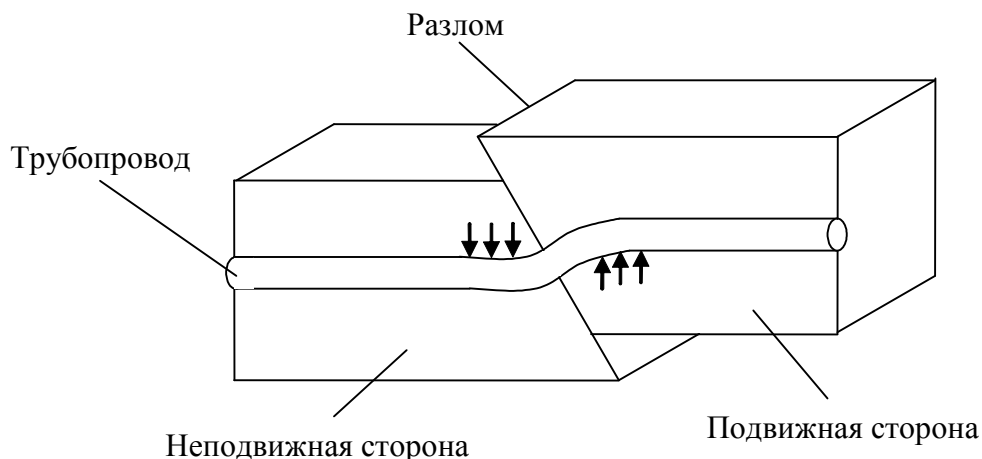 Разлом
Трубопровод
Подвижная сторона
Неподвижная сторона